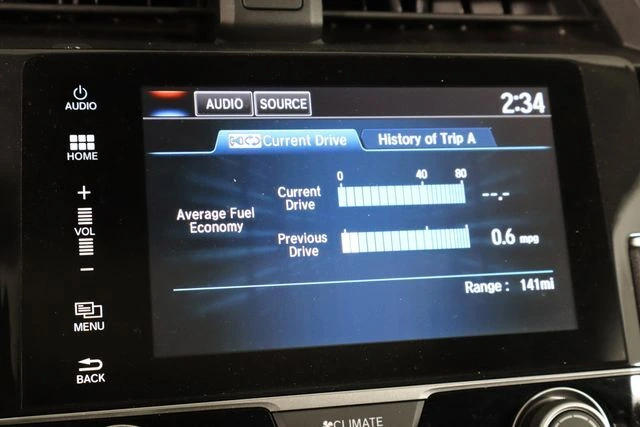 AUDIO
AUDIO SOURCE 2:34
HOME
Current Drive History of Trip A
0 40 80
Current
Drive --.-
Average Fuel
Economy
+
VOL
−
Previous
Drive 0.6 mpg
Range : 141mi
MENU
BACK
CLIMATE